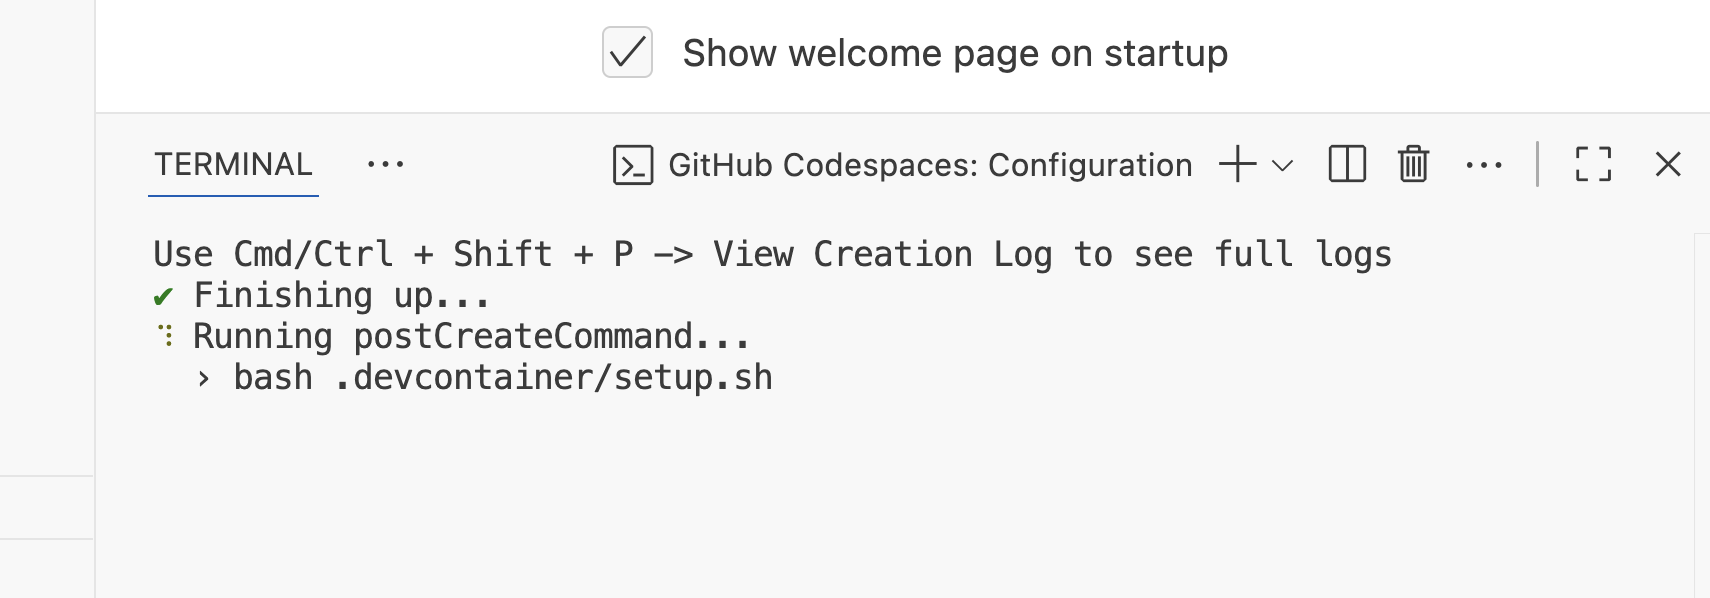 Show welcome page on startup
TERMINAL
GitHub Codespaces: Configuration
Use Cmd/Ctrl + Shift + P -> View Creation Log to see full logs
✔ Finishing up...
⠹ Running postCreateCommand...
› bash .devcontainer/setup.sh